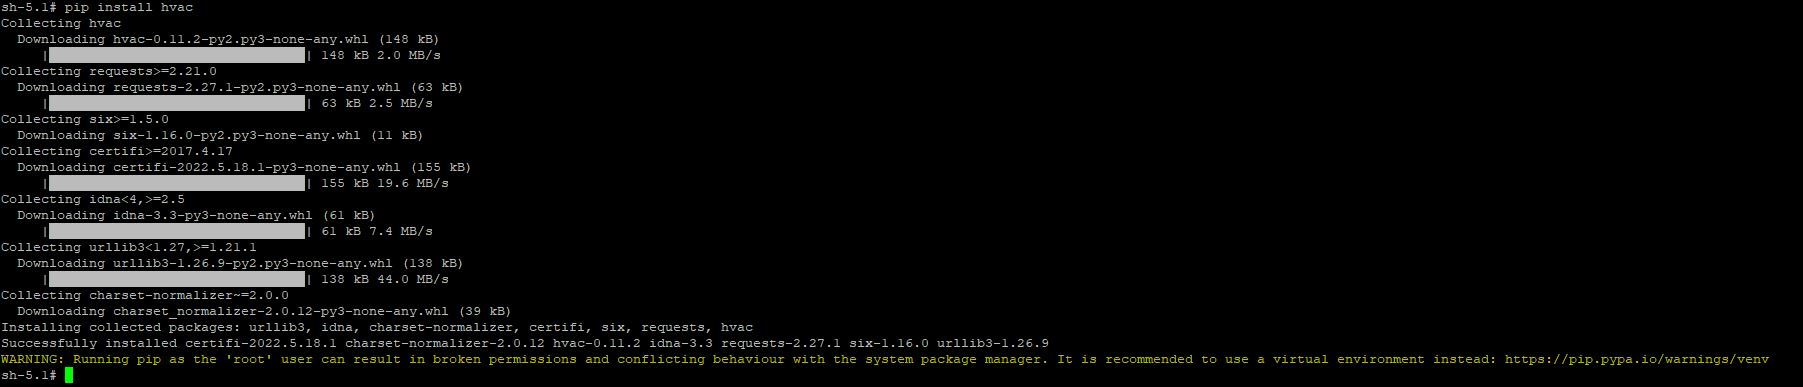 sh-5.1# pip install hvac
Collecting hvac
  Downloading hvac-0.11.2-py2.py3-none-any.whl (148 kB)
     || 148 kB 2.0 MB/s
Collecting requests>=2.21.0
  Downloading requests-2.27.1-py2.py3-none-any.whl (63 kB)
     || 63 kB 2.5 MB/s
Collecting six>=1.5.0
  Downloading six-1.16.0-py2.py3-none-any.whl (11 kB)
Collecting certifi>=2017.4.17
  Downloading certifi-2022.5.18.1-py3-none-any.whl (155 kB)
     || 155 kB 19.6 MB/s
Collecting idna<4,>=2.5
  Downloading idna-3.3-py3-none-any.whl (61 kB)
     || 61 kB 7.4 MB/s
Collecting urllib3<1.27,>=1.21.1
  Downloading urllib3-1.26.9-py2.py3-none-any.whl (138 kB)
     || 138 kB 44.0 MB/s
Collecting charset-normalizer~=2.0.0
  Downloading charset_normalizer-2.0.12-py3-none-any.whl (39 kB)
Installing collected packages: urllib3, idna, charset-normalizer, certifi, six, requests, hvac
Successfully installed certifi-2022.5.18.1 charset-normalizer-2.0.12 hvac-0.11.2 idna-3.3 requests-2.27.1 six-1.16.0 urllib3-1.26.9
WARNING: Running pip as the 'root' user can result in broken permissions and conflicting behaviour with the system package manager. It is recommended to use a virtual environment instead: https://pip.pypa.io/warnings/venv
sh-5.1#